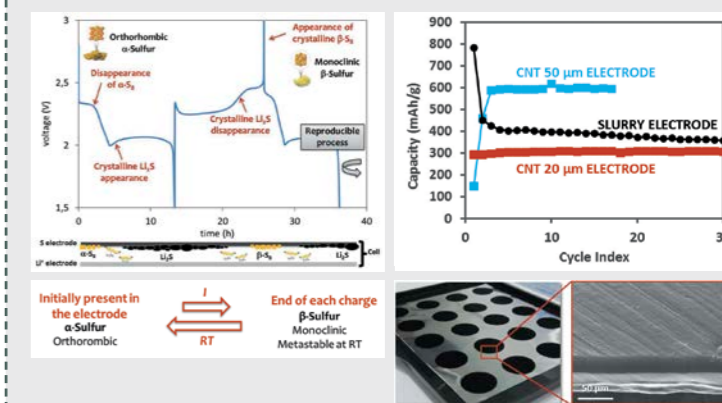 Orthorhombic
α-Sulfur
Appearance of
crystalline β-S₈
Monoclinic
β-Sulfur
Disappearance
of α-S₈
Crystalline Li₂S
disappearance
Crystalline Li₂S
appearance
Reproducible
process
voltage (V)
3
2,5
2
1,5
0
10
20
30
40
time (h)
S electrode
α-S₈
Li₂S
β-S₈
Li₂S
Cell
Li° electrode
Initially present in
the electrode
α-Sulfur
Orthorombic
I
RT
End of each charge
β-Sulfur
Monoclinic
Metastable at RT
Capacity (mAh/g)
900
800
700
600
500
400
300
200
100
0
CNT 50 µm ELECTRODE
SLURRY ELECTRODE
CNT 20 µm ELECTRODE
0
10
20
3
Cycle Index
50 µm